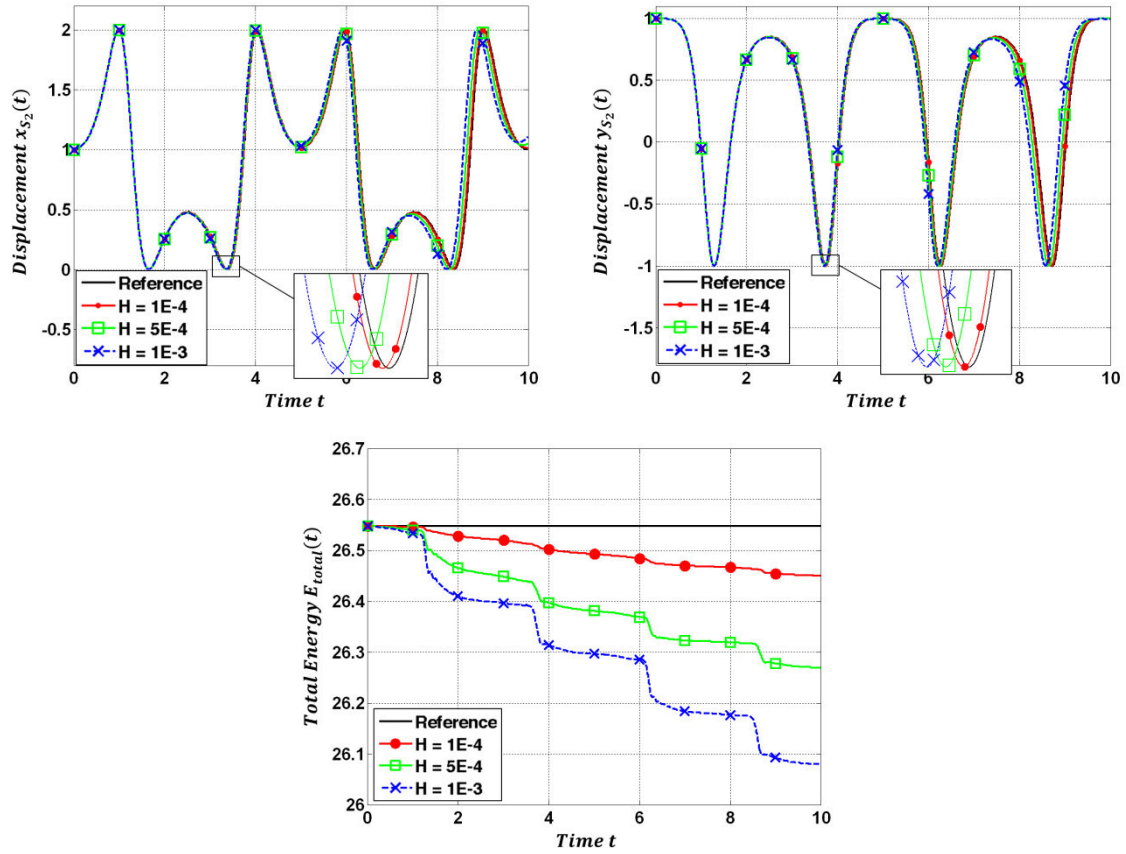 Displacement x_{S_2}(t)
2
1
0.5
0
-0.5
Reference
H = 1E-4
H = 5E-4
H = 1E-3
0 2 4 6 8 10
Time t
Displacement y_{S_2}(t)
1
0.5
0
-0.5
-1
-1.5
Reference
H = 1E-4
H = 5E-4
H = 1E-3
0 2 4 6 8 10
Time t
Total Energy E_{total}(t)
26.7
26.6
26.5
26.4
26.3
26.2
26.1
26
Reference
H = 1E-4
H = 5E-4
H = 1E-3
0 2 4 6 8 10
Time t